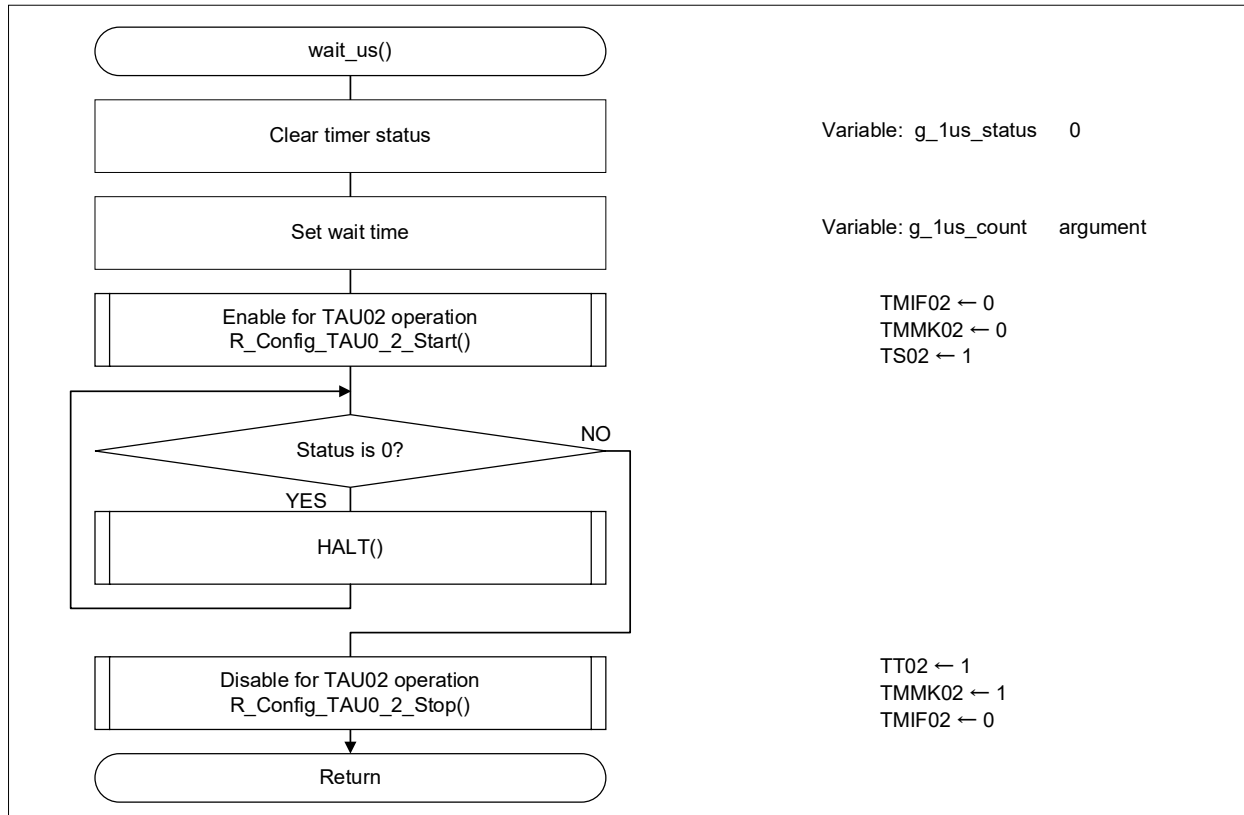 wait_us()
Clear timer status
Variable: g_1us_status 0
Set wait time
Variable: g_1us_count argument
Enable for TAU02 operation
R_Config_TAU0_2_Start()
TMIF02 ← 0
TMMK02 ← 0
TS02 ← 1
Status is 0?
NO
YES
HALT()
Disable for TAU02 operation
R_Config_TAU0_2_Stop()
TT02 ← 1
TMMK02 ← 1
TMIF02 ← 0
Return